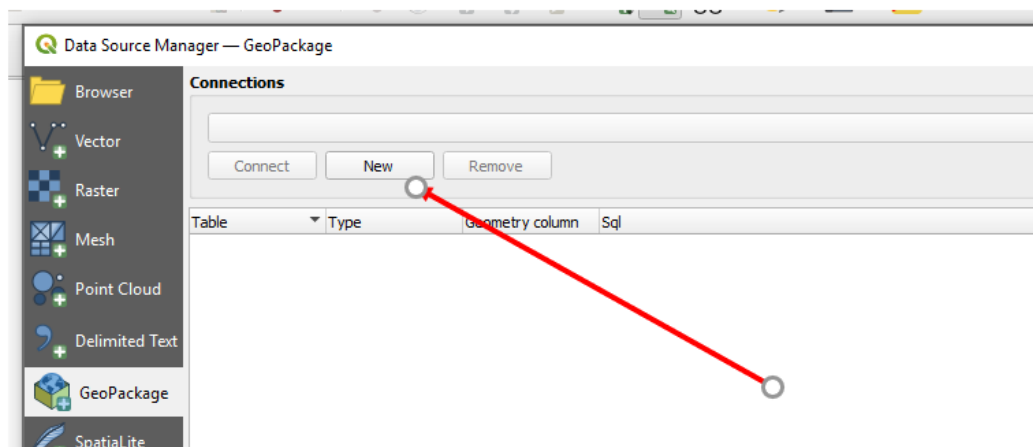 Data Source Manager — GeoPackage
Browser
Connections
Vector
Connect New Remove
Raster
Table Type Geometry column Sql
Mesh
Point Cloud
Delimited Text
GeoPackage
SpatiaLite